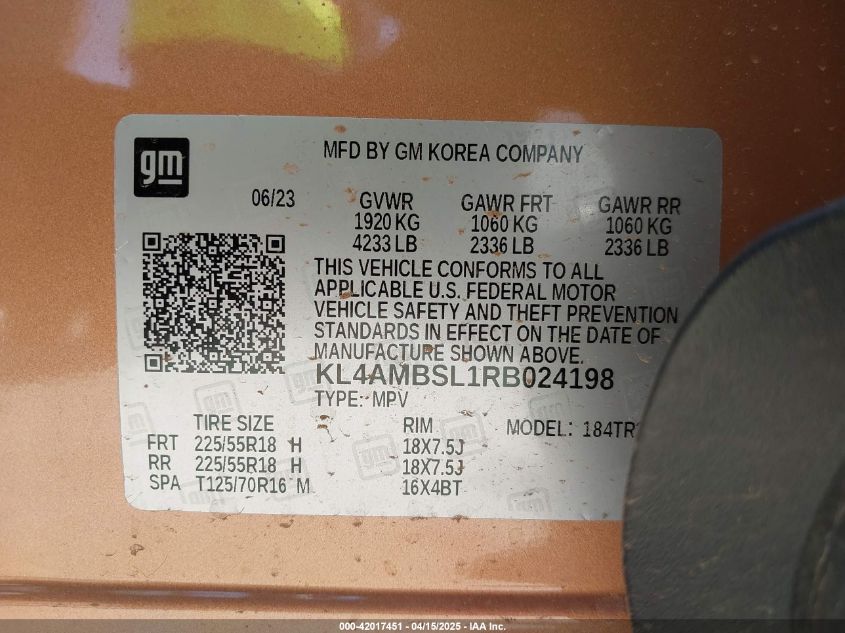 gm
MFD BY GM KOREA COMPANY
06/23 GVWR GAWR FRT GAWR RR
1920 KG 1060 KG 1060 KG
4233 LB 2336 LB 2336 LB
THIS VEHICLE CONFORMS TO ALL
APPLICABLE U.S. FEDERAL MOTOR
VEHICLE SAFETY AND THEFT PREVENTION
STANDARDS IN EFFECT ON THE DATE OF
MANUFACTURE SHOWN ABOVE.
KL4AMBSL1RB024198
TYPE: MPV
TIRE SIZE RIM MODEL:
FRT 225/55R18 H 18X7.5J
RR 225/55R18 H 18X7.5J
SPA T125/70R16 M 16X4BT
000-42017451 - 04/15/2025 - IAA Inc.